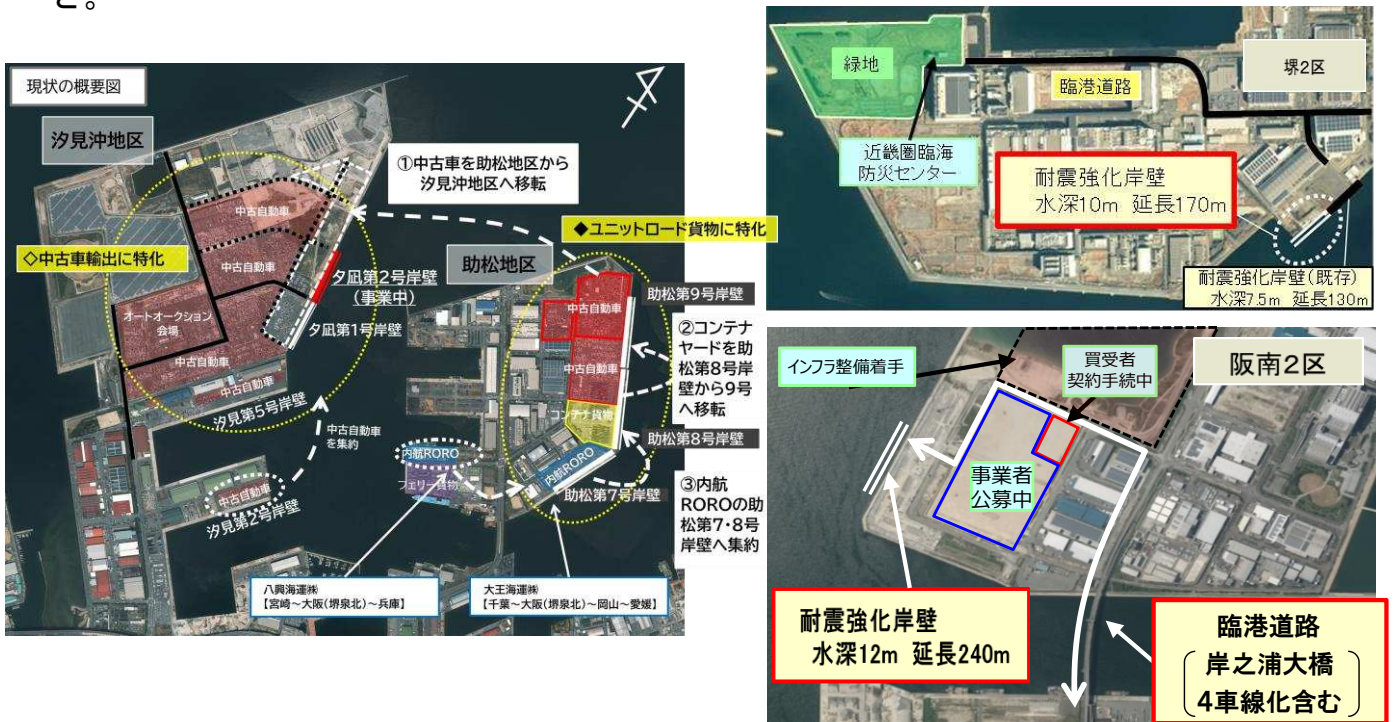 と。
現状の概要図
汐見沖地区
①中古車を助松地区から
汐見沖地区へ移転
中古自動車
◇中古車輸出に特化
中古自動車
オートオークション
会場
中古自動車
中古自動車
汐見第5号岸壁
夕凪第2号岸壁
(事業中)
夕凪第1号岸壁
◆ユニットロード貨物に特化
助松地区
助松第9号岸壁
中古自動車
中古自動車
②コンテナ
ヤードを助
松第8号岸
壁から9号
へ移転
コンテナ貨物
助松第8号岸壁
内航RORO
助松第7号岸壁
③内航
ROROの助
松第7・8号
岸壁へ集約
中古自動車
を集約
内航RORO
フェリー貨物
中古自動車
汐見第2号岸壁
八興海運㈱
【宮崎~大阪(堺泉北)~兵庫】
大王海運㈱
【千葉~大阪(堺泉北)~岡山~愛媛】
緑地
堺2区
臨港道路
近畿圏臨海
防災センター
耐震強化岸壁
水深10m 延長170m
耐震強化岸壁(既存)
水深7.5m 延長130m
インフラ整備着手
買受者
契約手続中
阪南2区
事業者
公募中
耐震強化岸壁
水深12m 延長240m
臨港道路
岸之浦大橋
4車線化含む